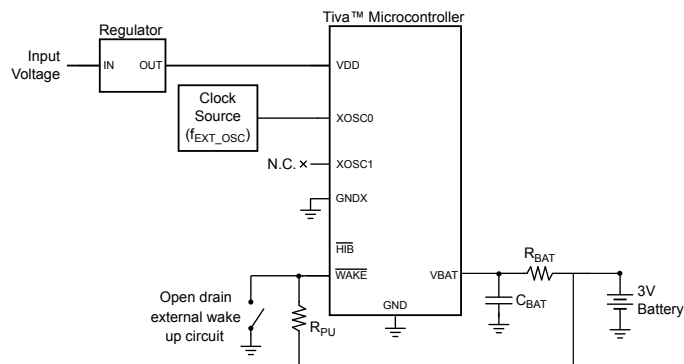 Tiva™ Microcontroller
Regulator
Input
Voltage
IN
OUT
VDD
Clock
Source
(fEXT_OSC)
XOSC0
N.C.
XOSC1
GNDX
HIB
WAKE
VBAT
RBAT
Open drain
external wake
up circuit
RPU
GND
CBAT
3V
Battery